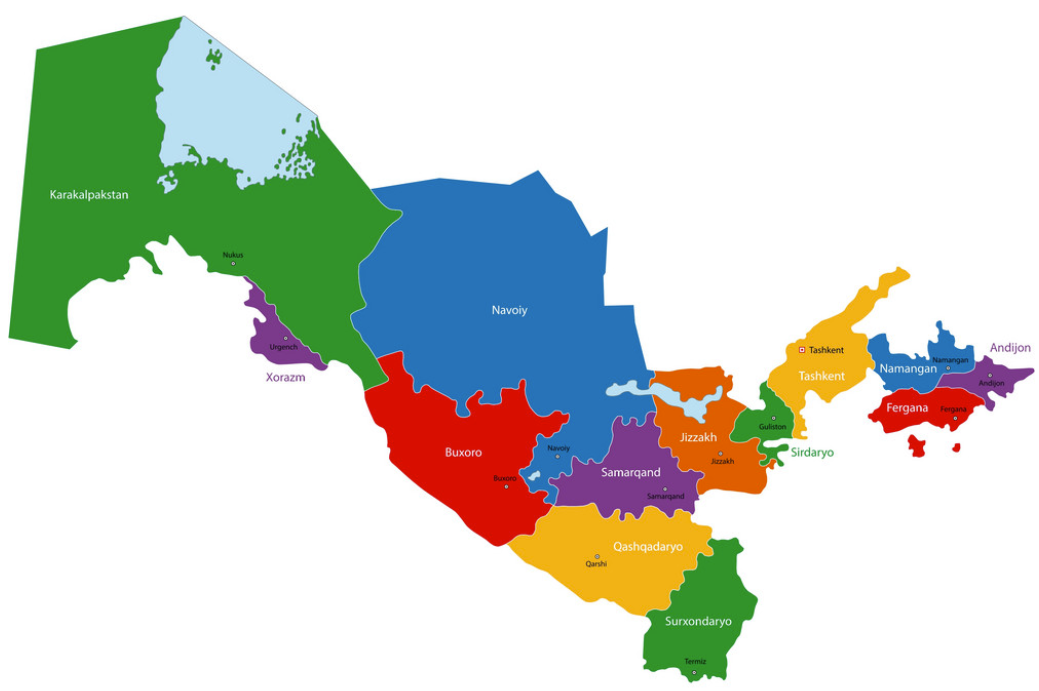 Karakalpakstan
Nukus
Urgench
Xorazm
Navoiy
Tashkent
Tashkent
Namangan
Namangan
Andijon
Andijon
Fergana
Fergana
Guliston
Sirdaryo
Jizzakh
Jizzakh
Buxoro
Buxoro
Navoiy
Samarqand
Samarqand
Qashqadaryo
Qarshi
Surxondaryo
Termiz